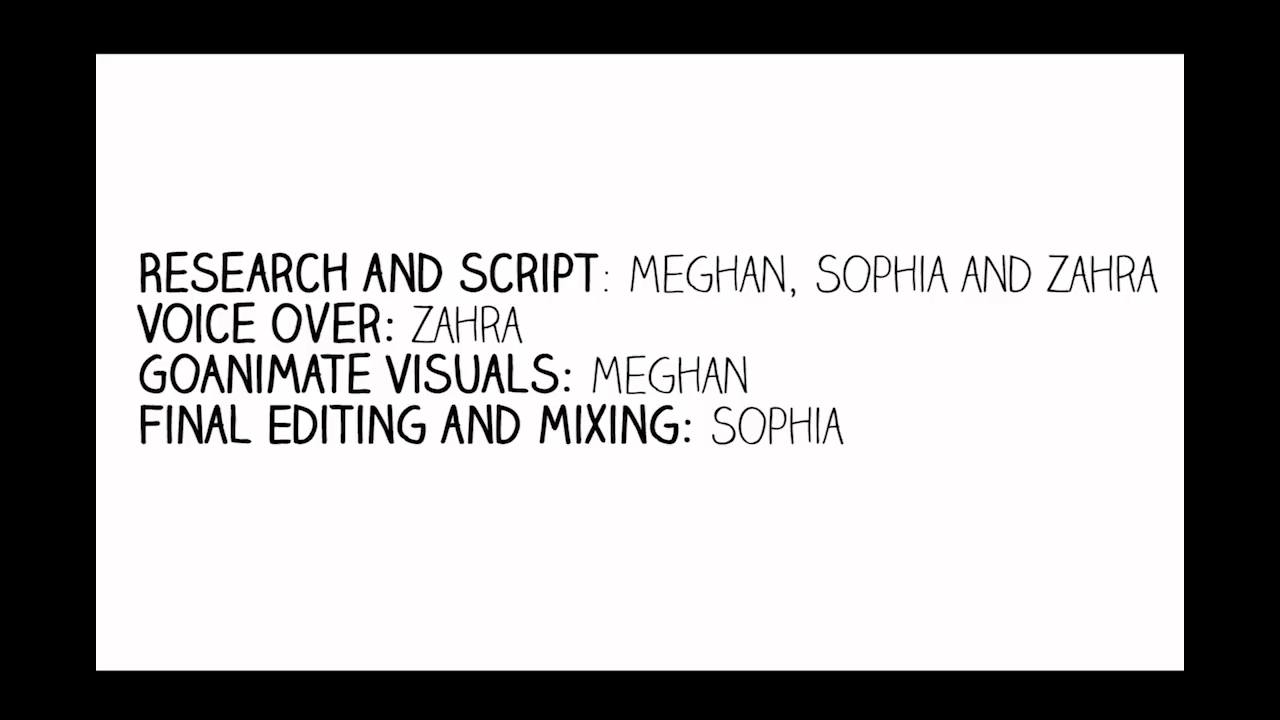 RESEARCH AND SCRIPT: MEGHAN, SOPHIA AND ZAHRA
VOICE OVER: ZAHRA
GOANIMATE VISUALS: MEGHAN
FINAL EDITING AND MIXING: SOPHIA